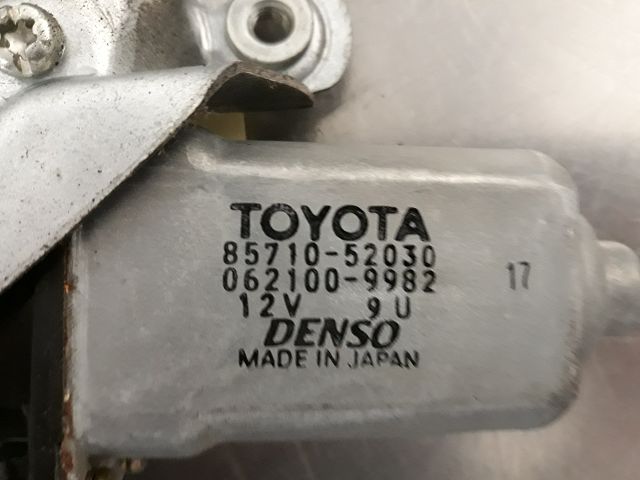 TOYOTA
85710-52030
062100-9982
17
12V 9U
DENSO
MADE IN JAPAN